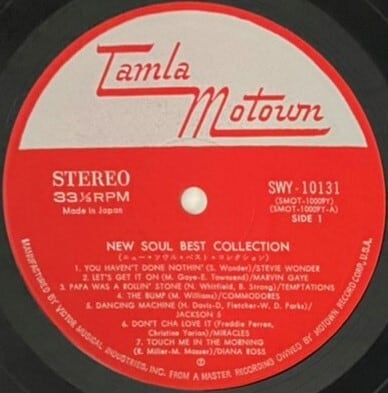 Tamla
Motown
STEREO
33⅓RPM
Made in Japan
SWY-10131
(SMOT-1000PY)
(SMOT-1000PY-A)
SIDE 1
NEW SOUL BEST COLLECTION
(ニュー・ソウル・ベスト・コレクション)
1. YOU HAVEN'T DONE NOTHIN' (S. Wonder)/STEVIE WONDER
2. LET'S GET IT ON (M. Gaye-E. Townsend)/MARVIN GAYE
3. PAPA WAS A ROLLIN' STONE (N. Whitfield, B. Strong)/TEMPTATIONS
4. THE BUMP (M. Williams)/COMMODORES
5. DANCING MACHINE (H. Davis-D, Fletcher-W, D. Parks)/
JACKSON 5
6. DON'T CHA LOVE IT (Freddie Perren,
Christine Yarian)/MIRACLES
7. TOUCH ME IN THE MORNING
(R. Miller-M. Masser)/DIANA ROSS
Ⓟ
MANUFACTURED BY VICTOR MUSICAL INDUSTRIES, INC. FROM A MASTER RECORDING OWNED BY MOTOWN RECORD CORP. U.S.A.